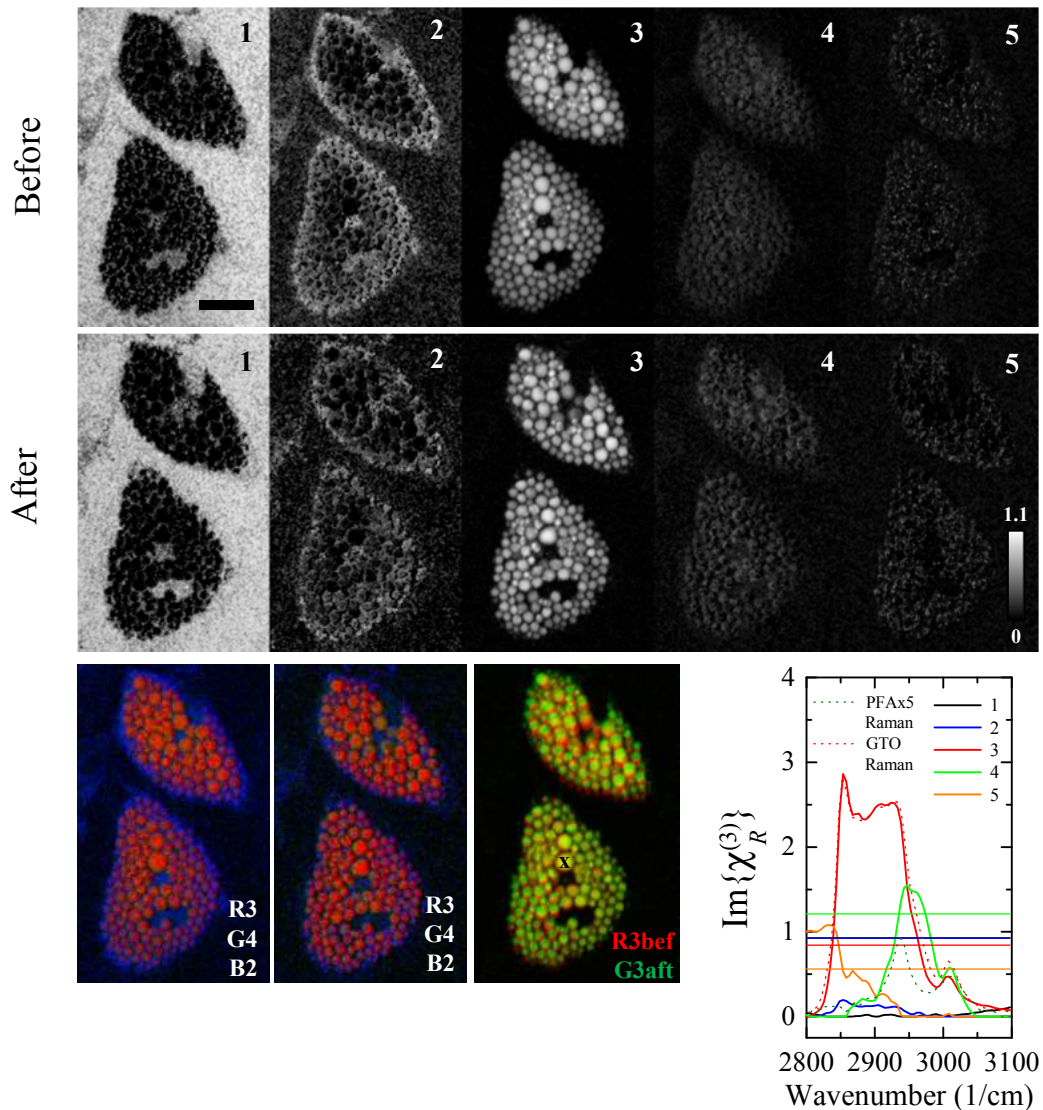 Before
1 2 3 4 5
After
1 2 3 4 5
1.1
0
R3
G4
B2
R3
G4
B2
x
R3bef
G3aft
4
3
2
1
0
Im{χ_R^(3)}
PFAx5
Raman
GTO
Raman
1
2
3
4
5
2800 2900 3000 3100
Wavenumber (1/cm)